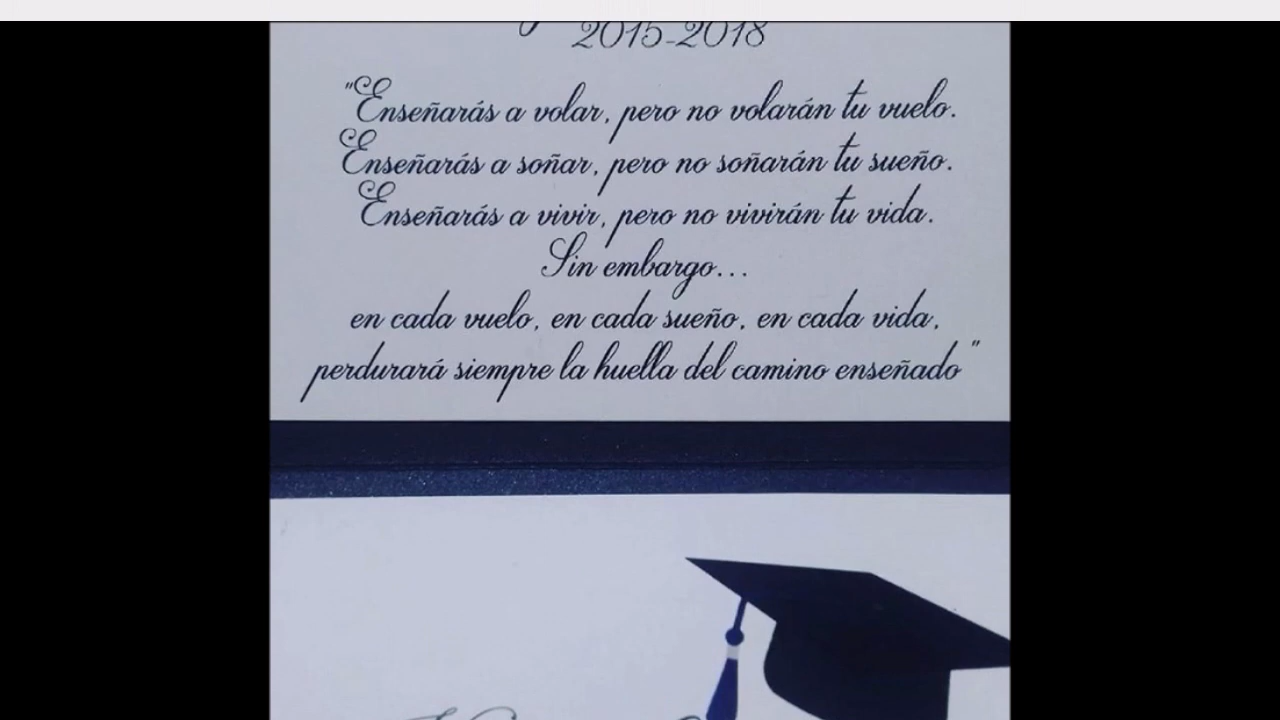 2015-2018
"Enseñarás a volar, pero no volarán tu vuelo.
Enseñarás a soñar, pero no soñarán tu sueño.
Enseñarás a vivir, pero no vivirán tu vida.
Sin embargo...
en cada vuelo, en cada sueño, en cada vida,
perdurará siempre la huella del camino enseñado"